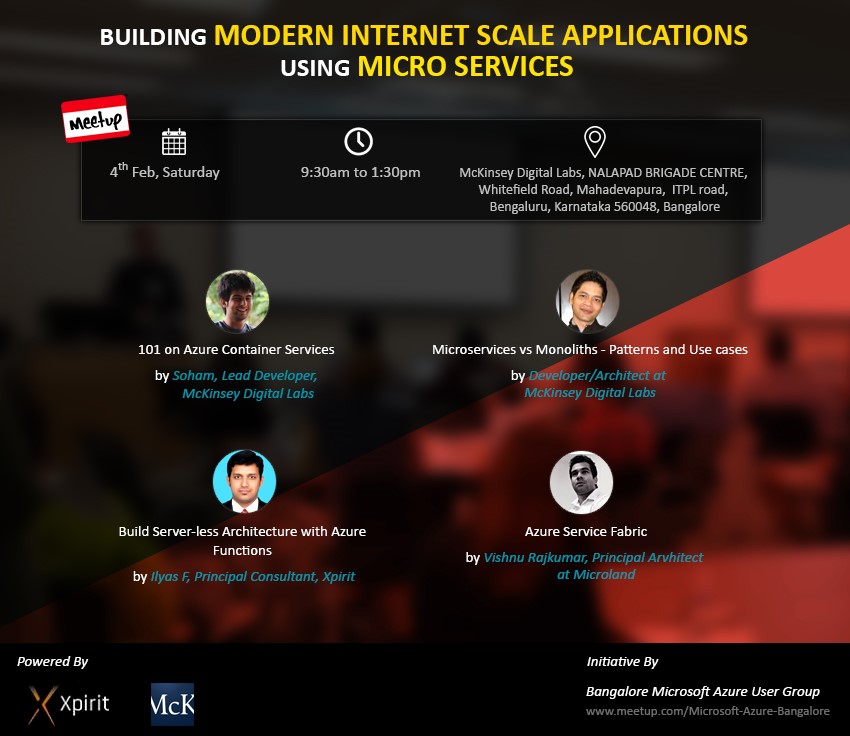 BUILDING MODERN INTERNET SCALE APPLICATIONS
USING MICRO SERVICES
meetup
4th Feb, Saturday
9:30am to 1:30pm
McKinsey Digital Labs, NALAPAD BRIGADE CENTRE,
Whitefield Road, Mahadevapura, ITPL road,
Bengaluru, Karnataka 560048, Bangalore
101 on Azure Container Services
by Soham, Lead Developer,
McKinsey Digital Labs
Microservices vs Monoliths - Patterns and Use cases
by Developer/Architect at
McKinsey Digital Labs
Build Server-less Architecture with Azure
Functions
by Ilyas F, Principal Consultant, Xpirit
Azure Service Fabric
by Vishnu Rajkumar, Principal Arvhitect
at Microland
Powered By
Xpirit
McK
Initiative By
Bangalore Microsoft Azure User Group
www.meetup.com/Microsoft-Azure-Bangalore